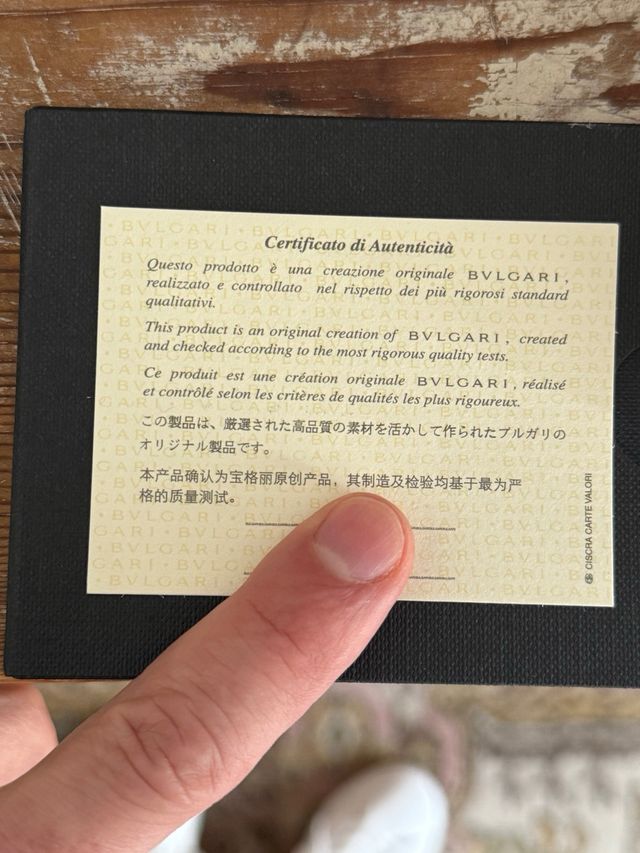 Certificato di Autenticità
Questo prodotto è una creazione originale BVLGARI,
realizzato e controllato nel rispetto dei più rigorosi standard
qualitativi.
This product is an original creation of BVLGARI, created
and checked according to the most rigorous quality tests.
Ce produit est une création originale BVLGARI, réalisé
et contrôlé selon les critères de qualités les plus rigoureux.
この製品は、厳選された高品質の素材を活かして作られたブルガリの
オリジナル製品です。
本产品确认为宝格丽原创产品，其制造及检验均基于最为严
格的质量测试。
CISCRA CARTE VALORI